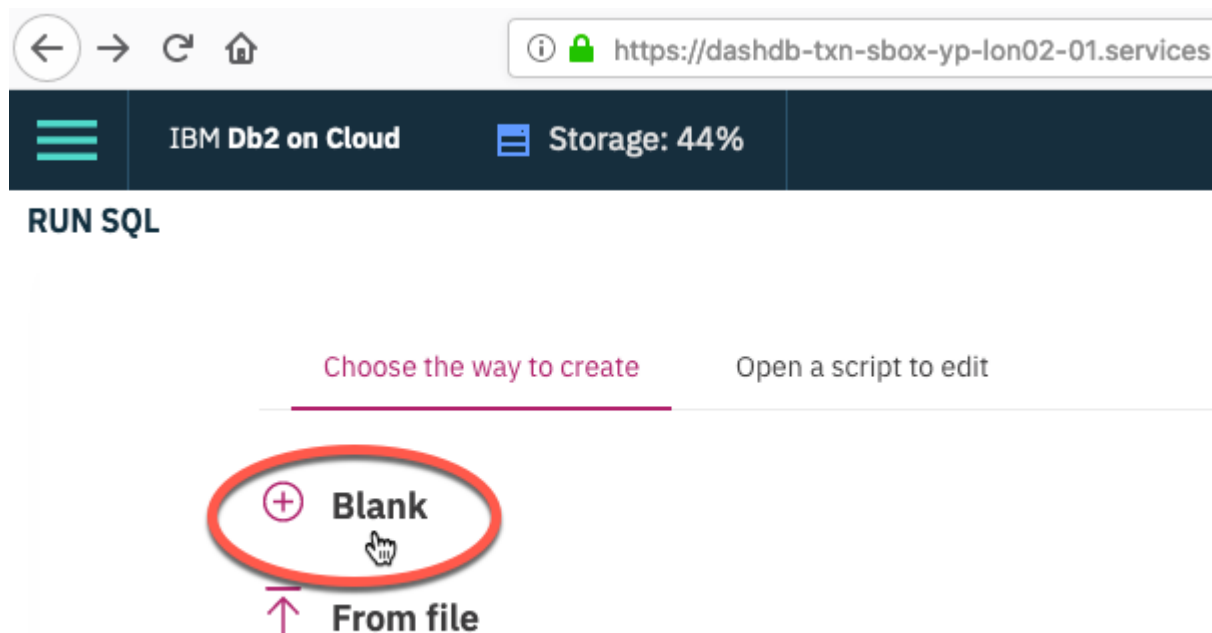 https://dashdb-txn-sbox-yp-lon02-01.services
IBM Db2 on Cloud Storage: 44%
RUN SQL
Choose the way to create Open a script to edit
Blank
From file